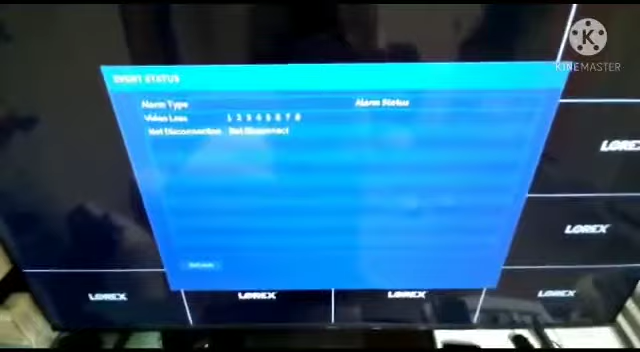 K
KINEMASTER
EVENT STATUS
Alarm Type Alarm Status
Video Loss 1 2 3 4 5 6 7 8
Net Disconnection Net Disconnect
LOREX
LOREX
LOREX
LOREX
LOREX
LOREX